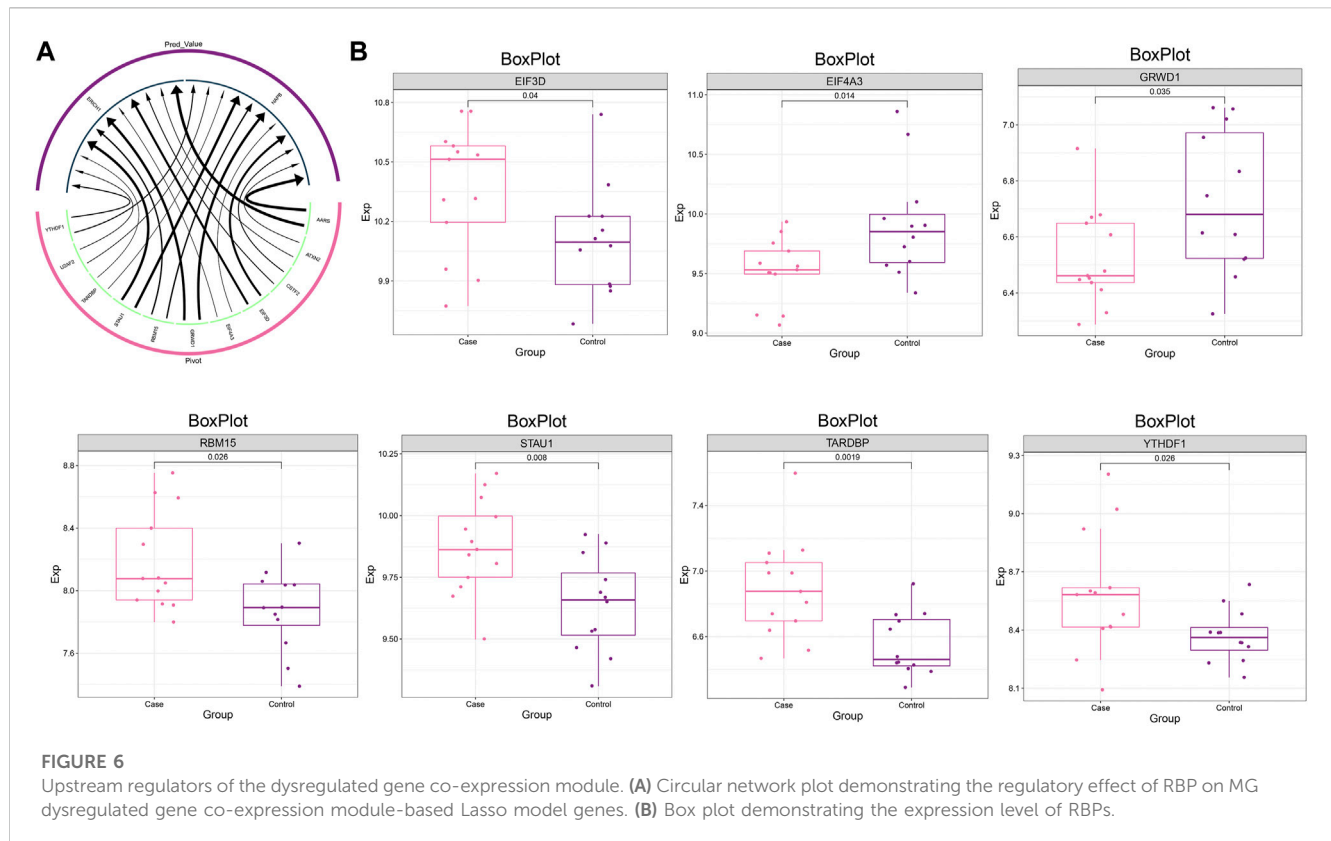 A
Pred_Value
ERICH1
NARB
YTHDF1
U2AF2
TARDBP
STAU1
RBM15
GRWD1
EIF4A3
EIF3D
CSTF2
ATXN2
AARS
Pivot
B
BoxPlot
EIF3D
0.04
10.8
10.5
10.2
9.9
Exp
Case
Control
Group
BoxPlot
EIF4A3
0.014
11.0
10.5
10.0
9.5
9.0
Exp
Case
Control
Group
BoxPlot
GRWD1
0.035
7.0
6.7
6.4
Exp
Case
Control
Group
BoxPlot
RBM15
0.026
8.8
8.4
8.0
7.6
Exp
Case
Control
Group
BoxPlot
STAU1
0.008
10.25
10.00
9.75
9.50
Exp
Case
Control
Group
BoxPlot
TARDBP
0.0019
7.4
7.0
6.6
Exp
Case
Control
Group
BoxPlot
YTHDF1
0.026
9.3
9.0
8.7
8.4
8.1
Exp
Case
Control
Group
FIGURE 6
Upstream regulators of the dysregulated gene co-expression module. (A) Circular network plot demonstrating the regulatory effect of RBP on MG
dysregulated gene co-expression module-based Lasso model genes. (B) Box plot demonstrating the expression level of RBPs.